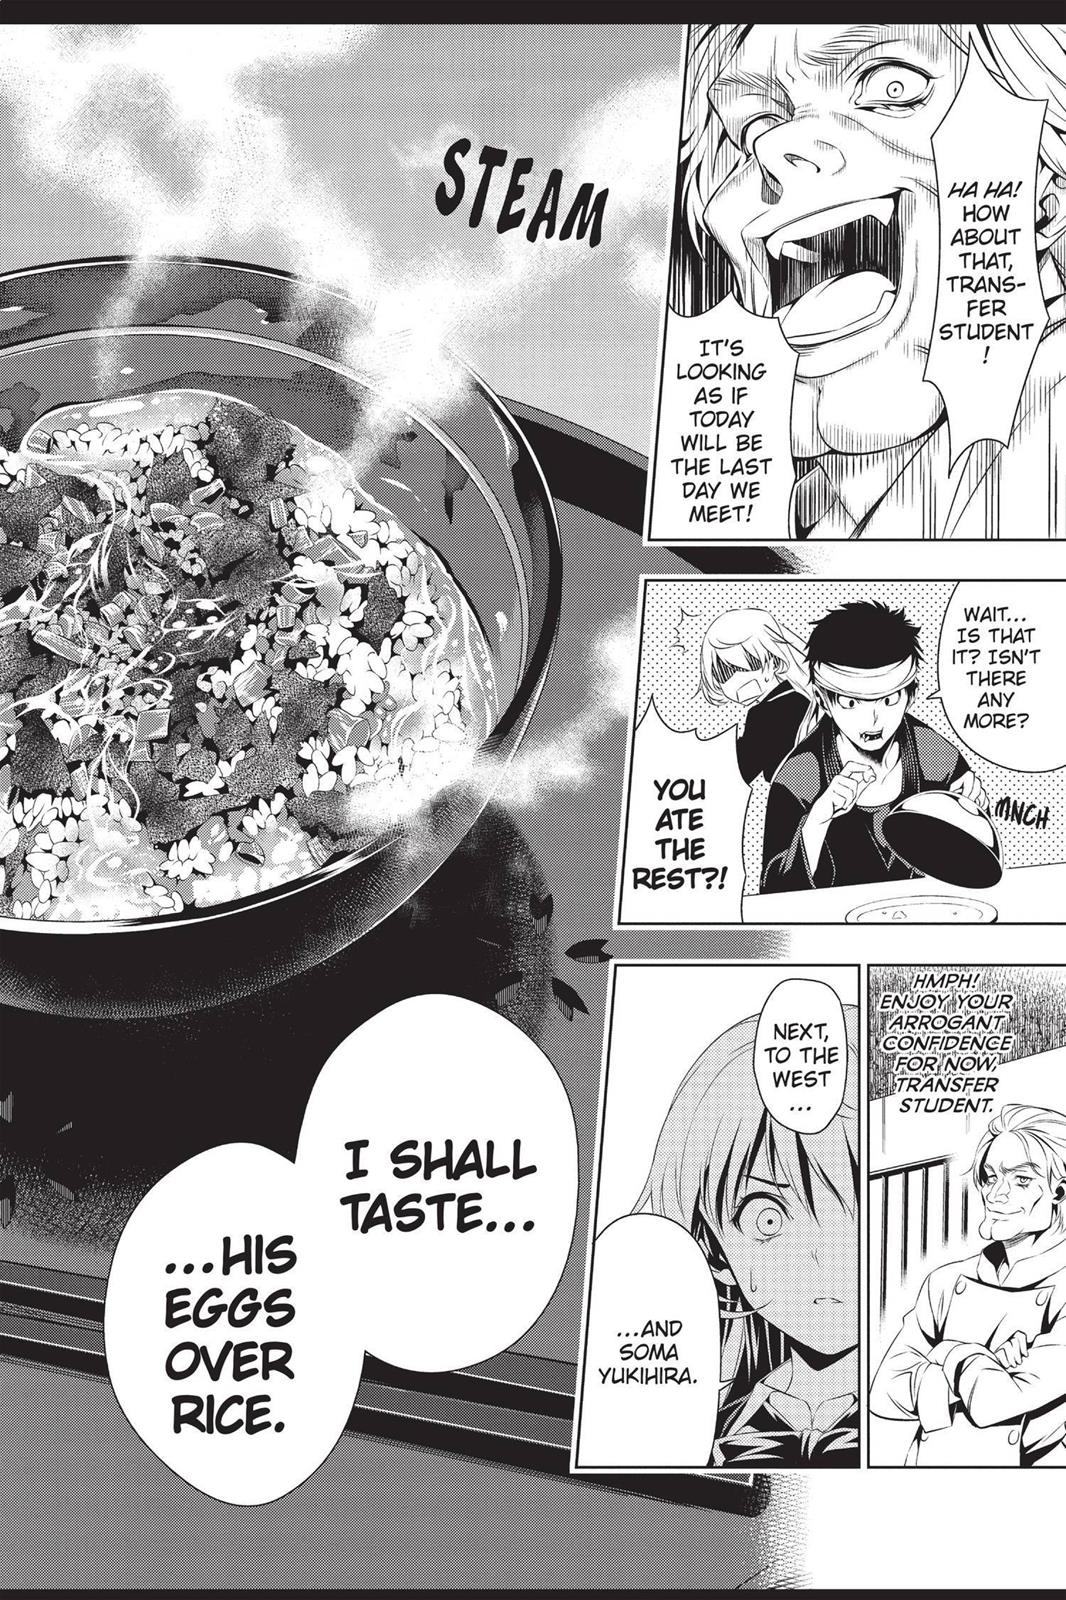 HA HA!
HOW
ABOUT
THAT,
TRANS-
FER
STUDENT
!
IT'S
LOOKING
AS IF
TODAY
WILL BE
THE LAST
DAY WE
MEET!
WAIT...
IS THAT
IT? ISN'T
THERE
ANY
MORE?
MNCH
YOU
ATE
THE
REST?!
HMPH!
ENJOY YOUR
ARROGANT
CONFIDENCE
FOR NOW,
TRANSFER
STUDENT.
NEXT,
TO THE
WEST
...
...AND
SOMA
YUKIHIRA.
STEAM
I SHALL
TASTE...
...HIS
EGGS
OVER
RICE.